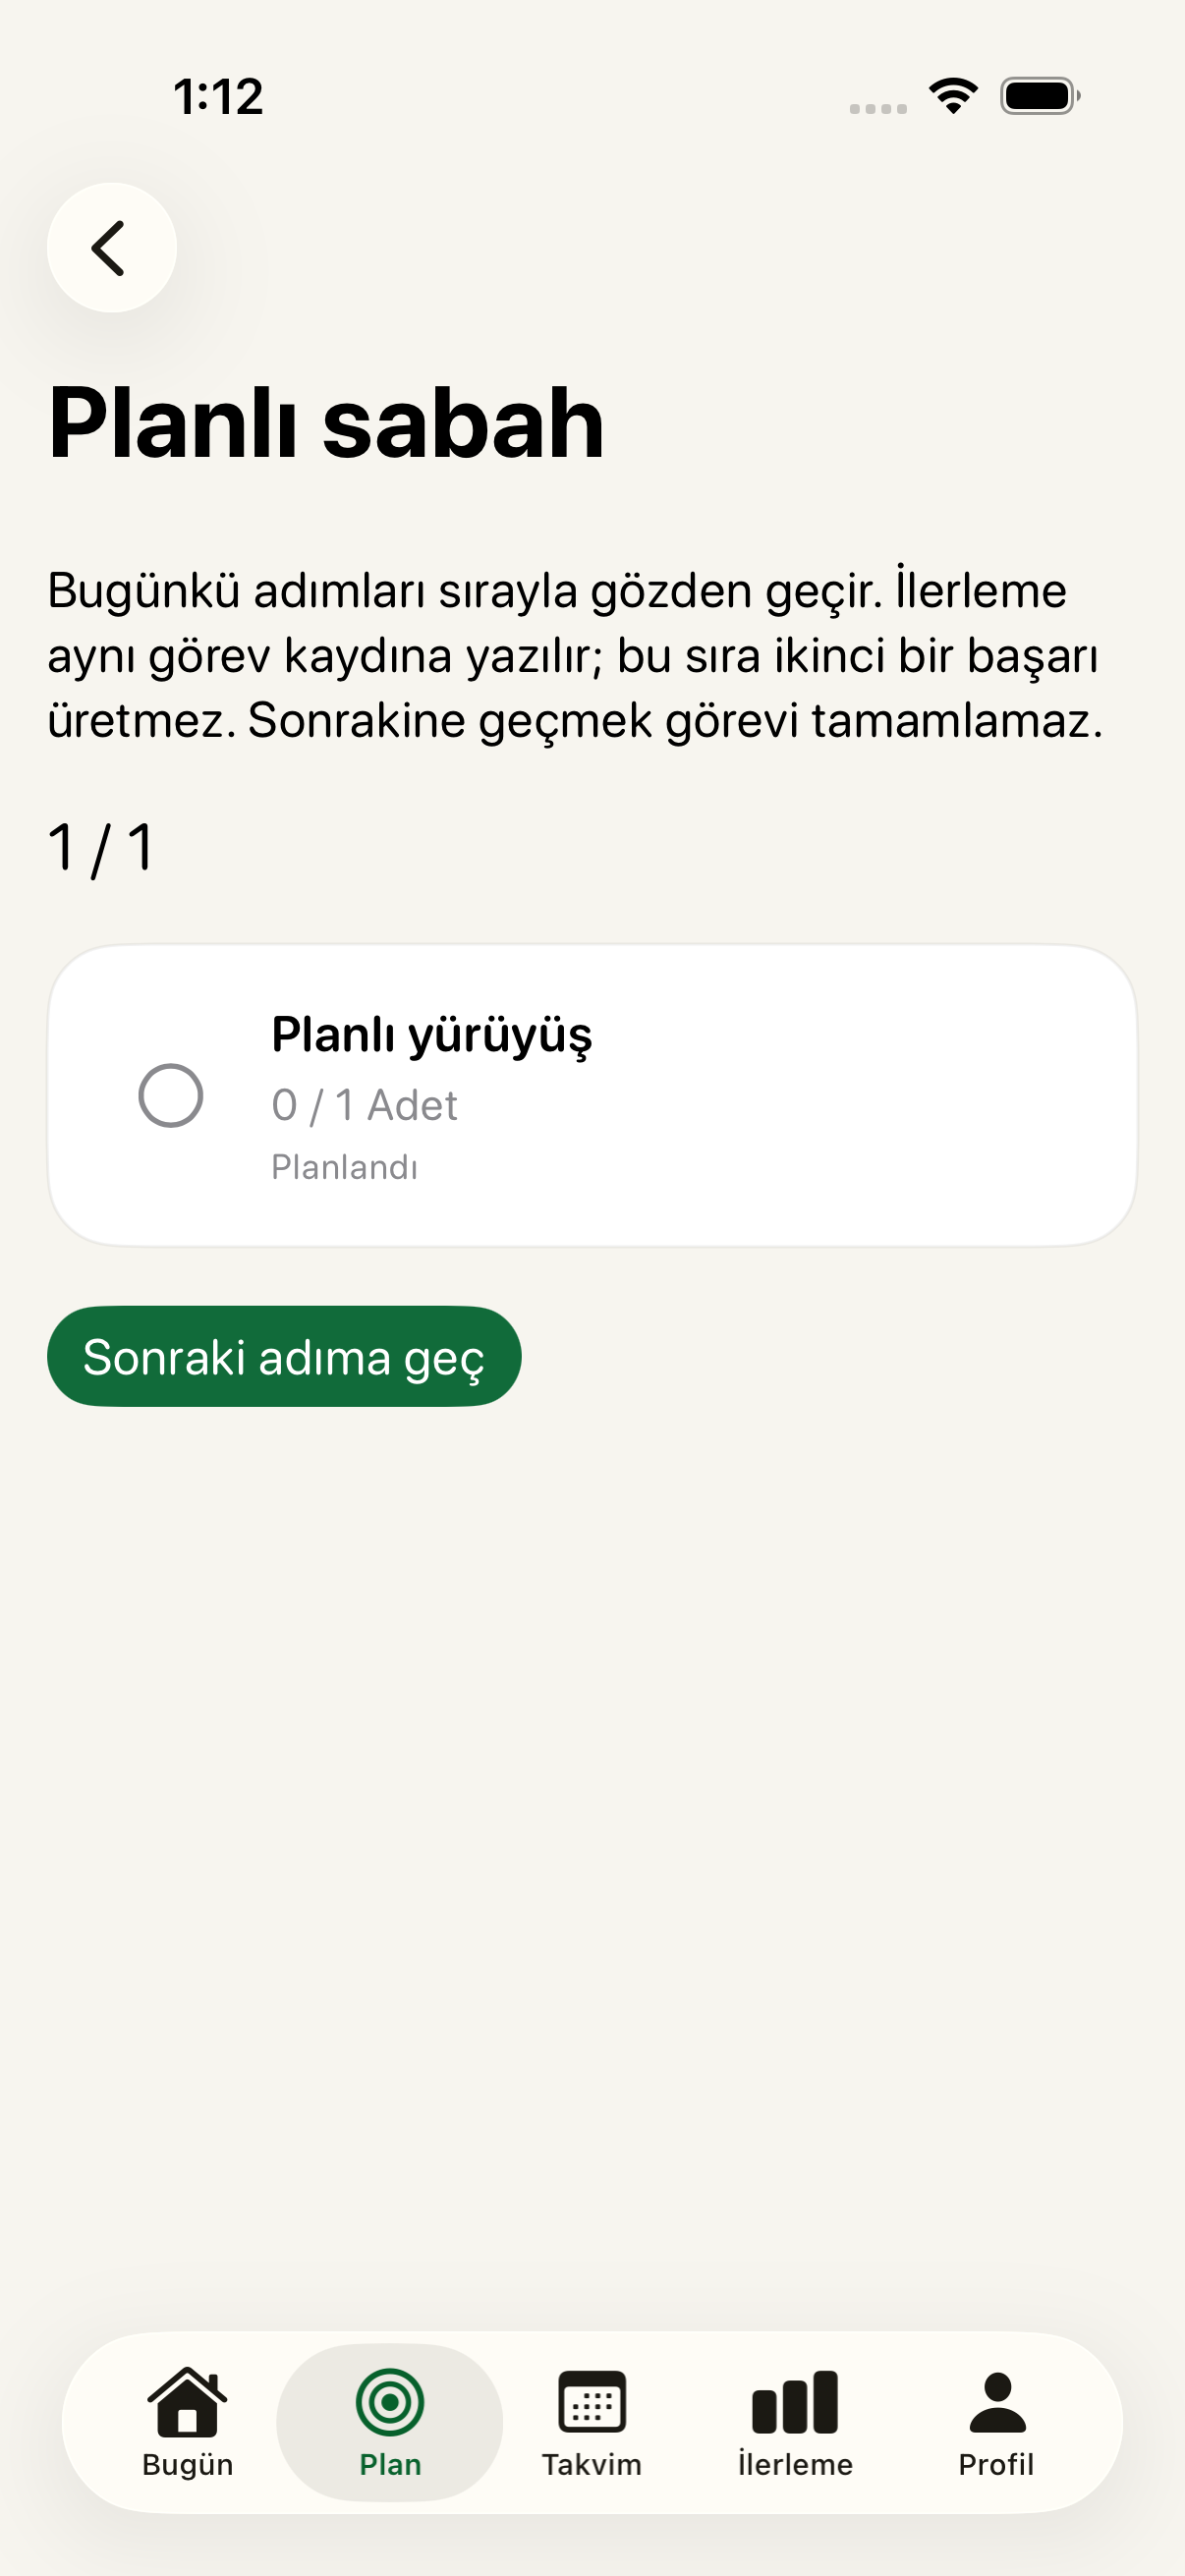 1:12
Planlı sabah
Bugünkü adımları sırayla gözden geçir. İlerleme
aynı görev kaydına yazılır; bu sıra ikinci bir başarı
üretmez. Sonrakine geçmek görevi tamamlamaz.
1 / 1
Planlı yürüyüş
0 / 1 Adet
Planlandı
Sonraki adıma geç
Bugün
Plan
Takvim
İlerleme
Profil